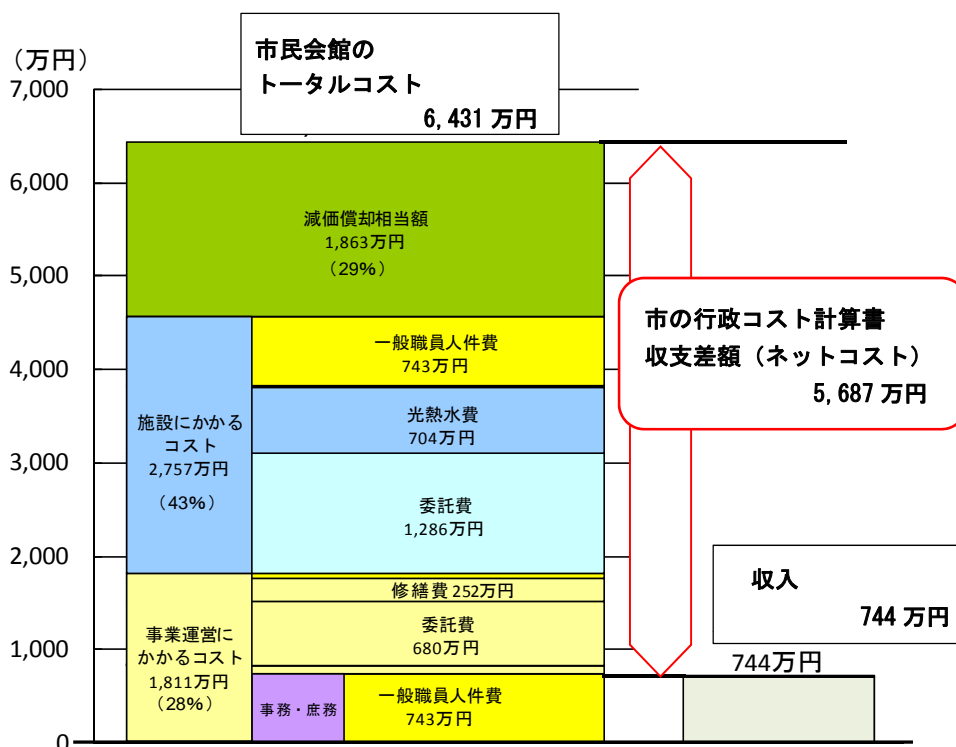 市民会館の
トータルコスト
6,431 万円
（万円）
7,000
6,000
5,000
4,000
3,000
2,000
1,000
0
減価償却相当額
1,863万円
（29%）
施設にかかる
コスト
2,757万円
（43%）
一般職員人件費
743万円
光熱水費
704万円
委託費
1,286万円
事業運営に
かかるコスト
1,811万円
（28%）
修繕費 252万円
委託費
680万円
事務・庶務
一般職員人件費
743万円
市の行政コスト計算書
収支差額（ネットコスト）
5,687 万円
収入
744 万円
744万円